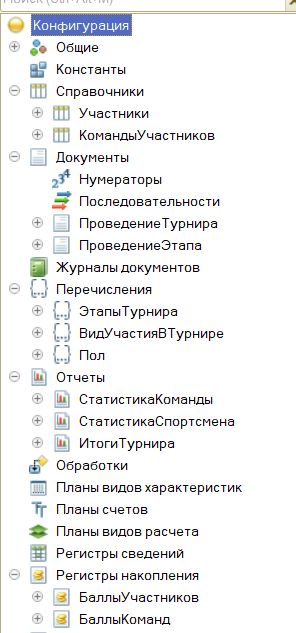 Поиск (Ctrl+Alt+M)
Конфигурация
Общие
Константы
Справочники
Участники
КомандыУчастников
Документы
Нумераторы
Последовательности
ПроведениеТурнира
ПроведениеЭтапа
Журналы документов
Перечисления
ЭтапыТурнира
ВидУчастияВТурнире
Пол
Отчеты
СтатистикаКоманды
СтатистикаСпортсмена
ИтогиТурнира
Обработки
Планы видов характеристик
Планы счетов
Планы видов расчета
Регистры сведений
Регистры накопления
БаллыУчастников
БаллыКоманд